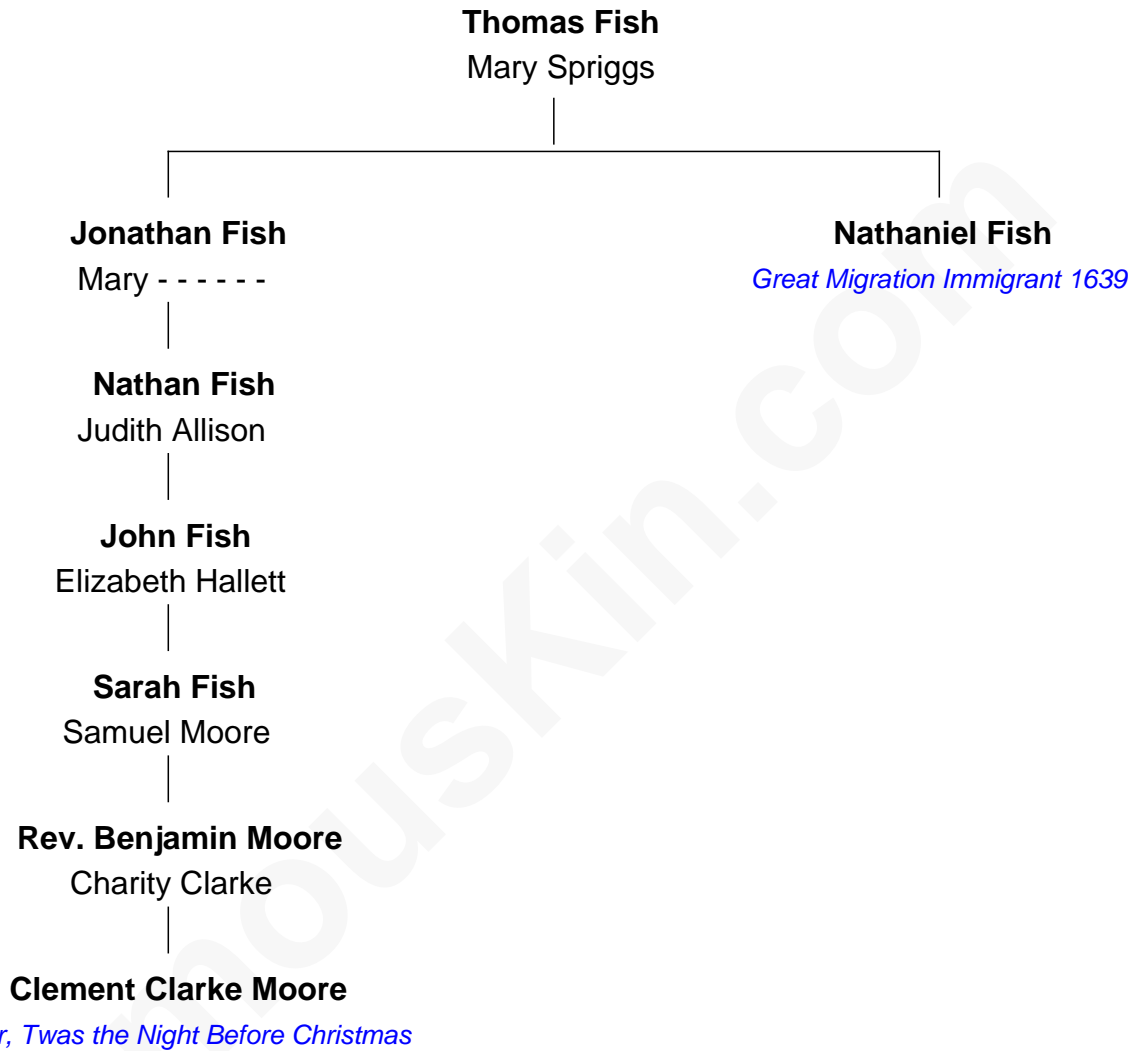 Thomas Fish
Mary Spriggs
Jonathan Fish
Mary - - - - - -
Nathaniel Fish
Great Migration Immigrant 1639
Nathan Fish
Judith Allison
John Fish
Elizabeth Hallett
Sarah Fish
Samuel Moore
Rev. Benjamin Moore
Charity Clarke
Clement Clarke Moore
r, Twas the Night Before Christmas
mousKin.com